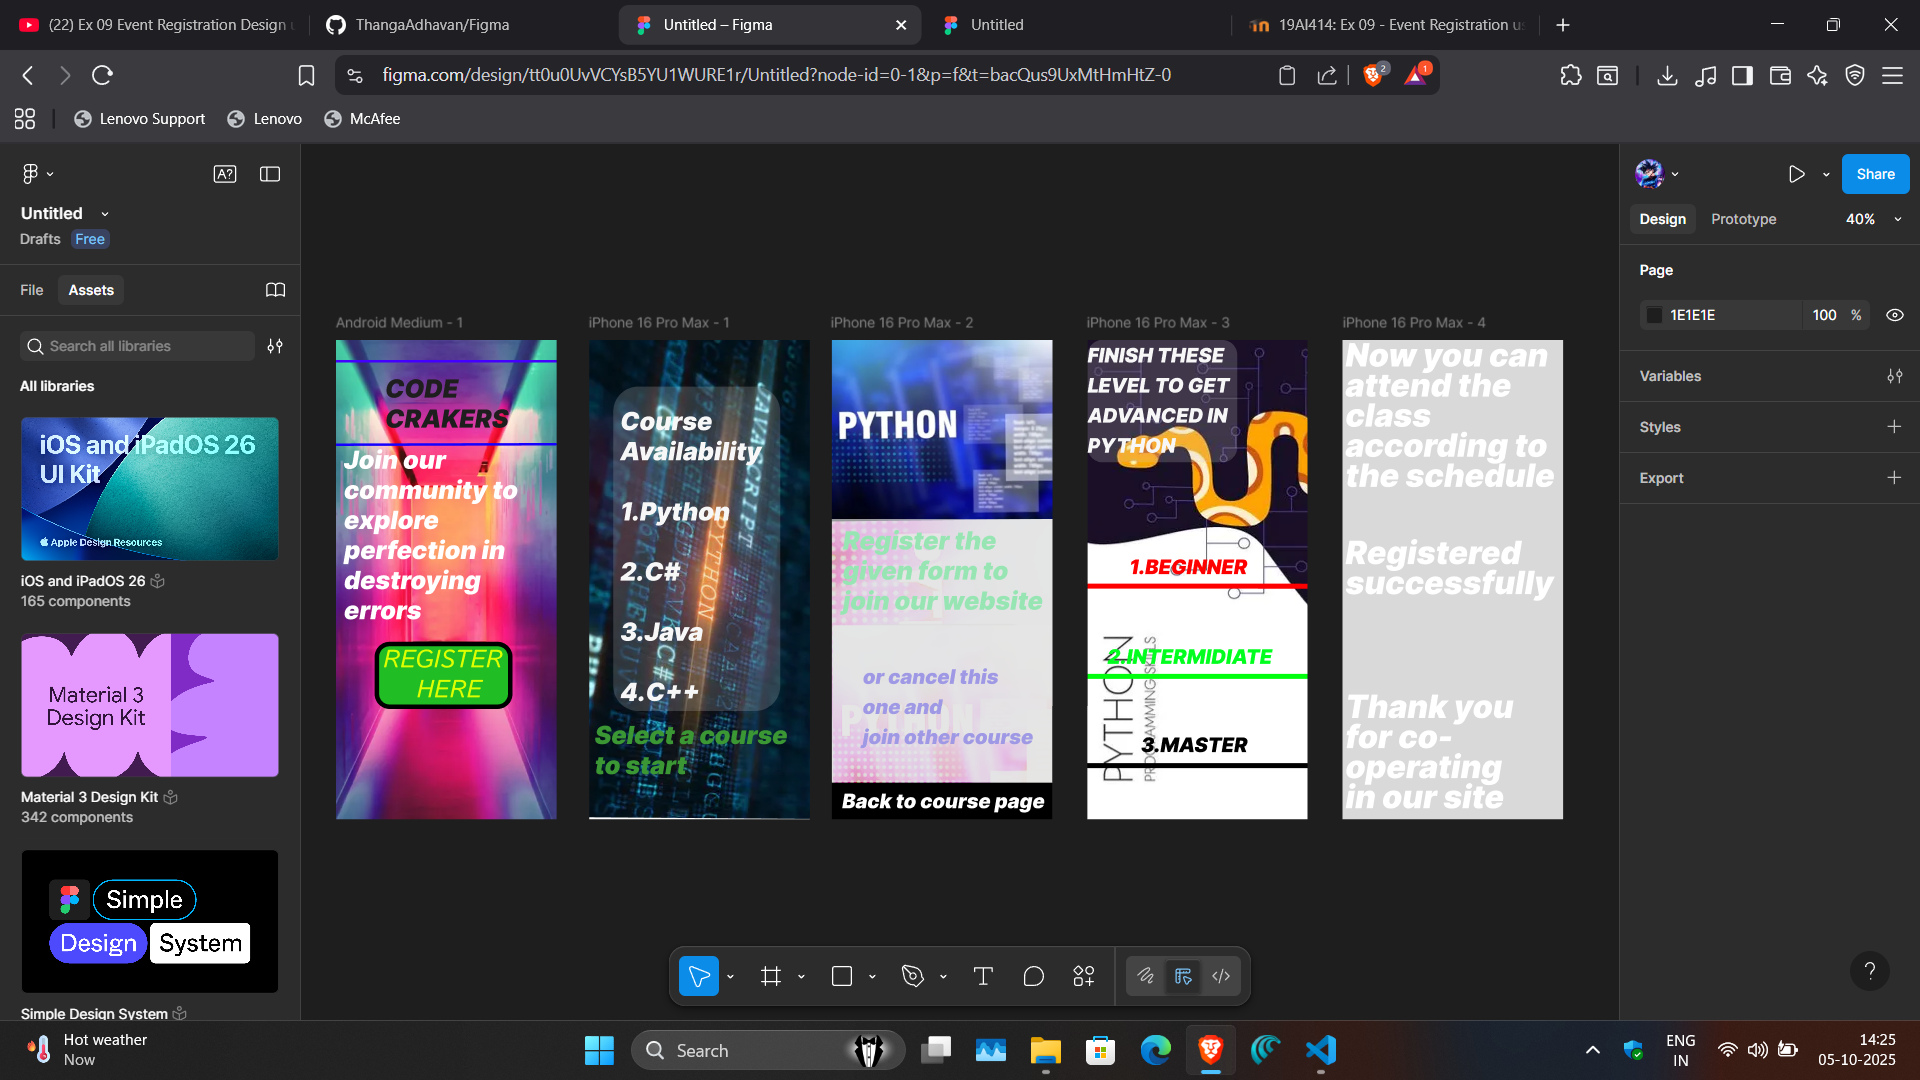 (22) Ex 09 Event Registration Design u
ThangaAdhavan/Figma
Untitled – Figma
Untitled
19AI414: Ex 09 - Event Registration us
figma.com/design/tt0u0UvVCYsB5YU1WURE1r/Untitled?node-id=0-1&p=f&t=bacQus9UxMtHmHtZ-0
2
1
Lenovo Support
Lenovo
McAfee
A?
Untitled
Drafts
Free
File
Assets
Search all libraries
All libraries
iOS and iPadOS 26
UI Kit
Apple Design Resources
iOS and iPadOS 26
165 components
Material 3
Design Kit
Material 3 Design Kit
342 components
Simple
Design
System
Simple Design System
Android Medium - 1
CODE
CRAKERS
Join our
community to
explore
perfection in
destroying
errors
REGISTER
HERE
iPhone 16 Pro Max - 1
Course
Availability
1.Python
2.C#
3.Java
4.C++
Select a course
to start
JAVASCRIPT
PYTHON
C#
iPhone 16 Pro Max - 2
PYTHON
Register the
given form to
join our website
or cancel this
one and
join other course
PYTHON
Back to course page
iPhone 16 Pro Max - 3
FINISH THESE
LEVEL TO GET
ADVANCED IN
PYTHON
1.BEGINNER
2.INTERMIDIATE
3.MASTER
PYTHON
PROGRAMMING SKILLS
iPhone 16 Pro Max - 4
Now you can
attend the
class
according to
the schedule
Registered
successfully
Thank you
for co-
operating
in our site
Share
Design
Prototype
40%
Page
1E1E1E
100
%
Variables
Styles
Export
?
Hot weather
Now
Search
ENG
IN
14:25
05-10-2025